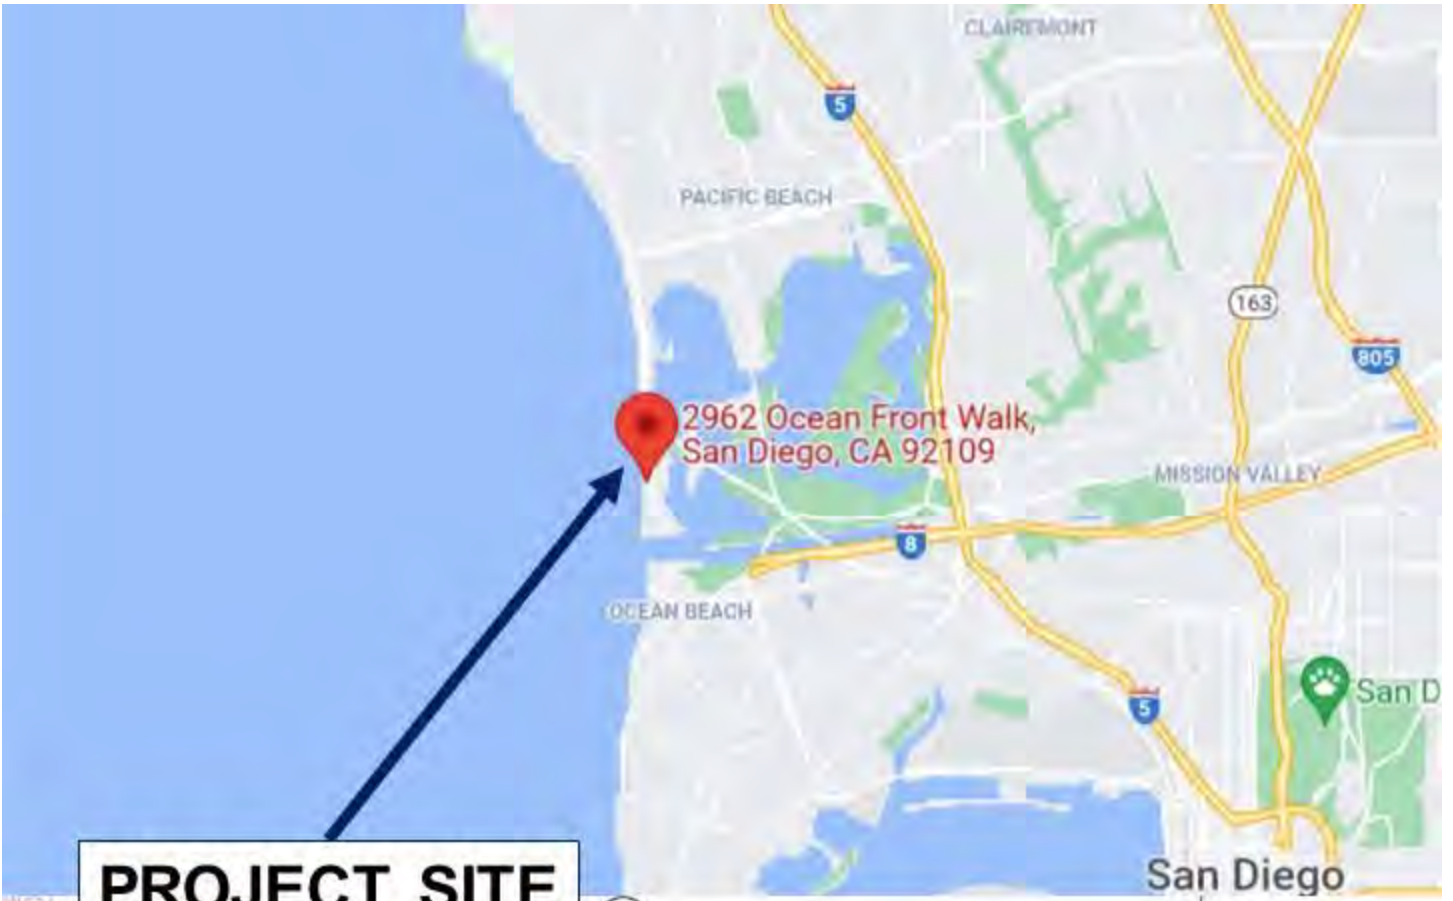 CLAIREMONT
5
PACIFIC BEACH
163
805
2962 Ocean Front Walk,
San Diego, CA 92109
MISSION VALLEY
8
OCEAN BEACH
5
San D
San Diego
PROJECT SITE